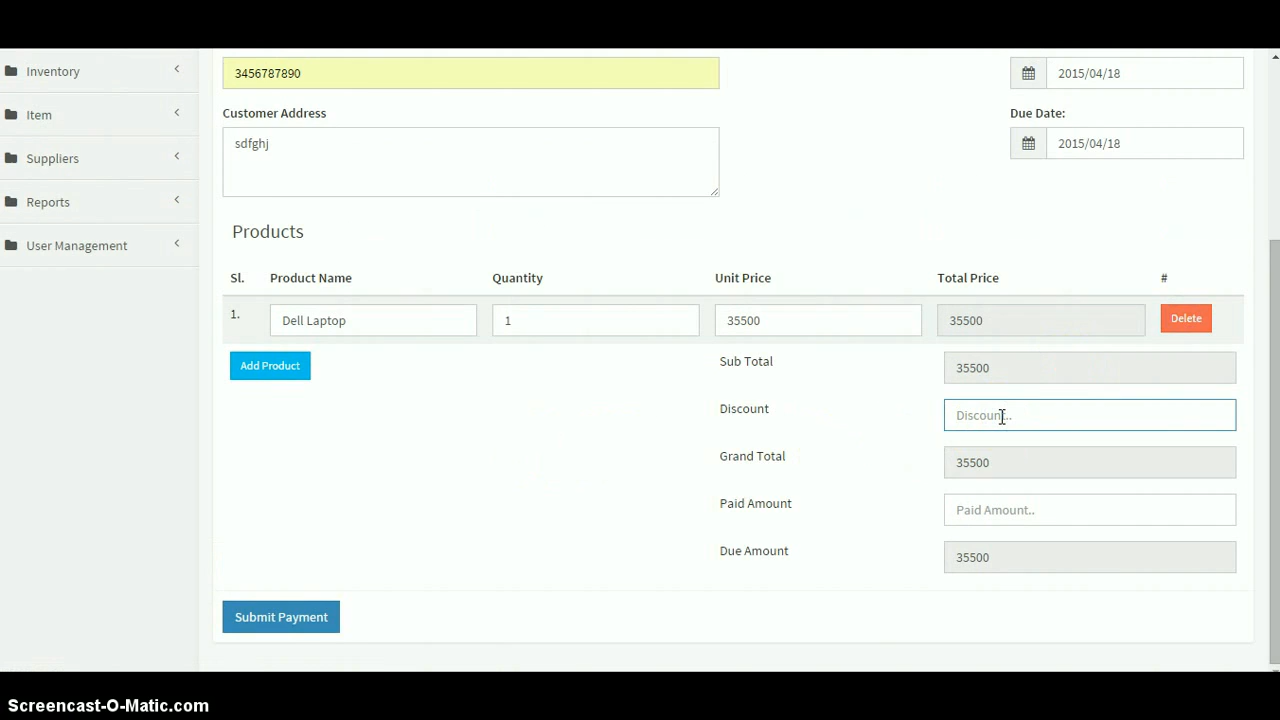 Inventory
Item
Suppliers
Reports
User Management
3456787890
2015/04/18
Customer Address
Due Date:
sdfghj
2015/04/18
Products
Sl. Product Name Quantity Unit Price Total Price #
1. Dell Laptop 1 35500 35500 Delete
Add Product
Sub Total 35500
Discount Discount..
Grand Total 35500
Paid Amount Paid Amount..
Due Amount 35500
Submit Payment
Screencast-O-Matic.com